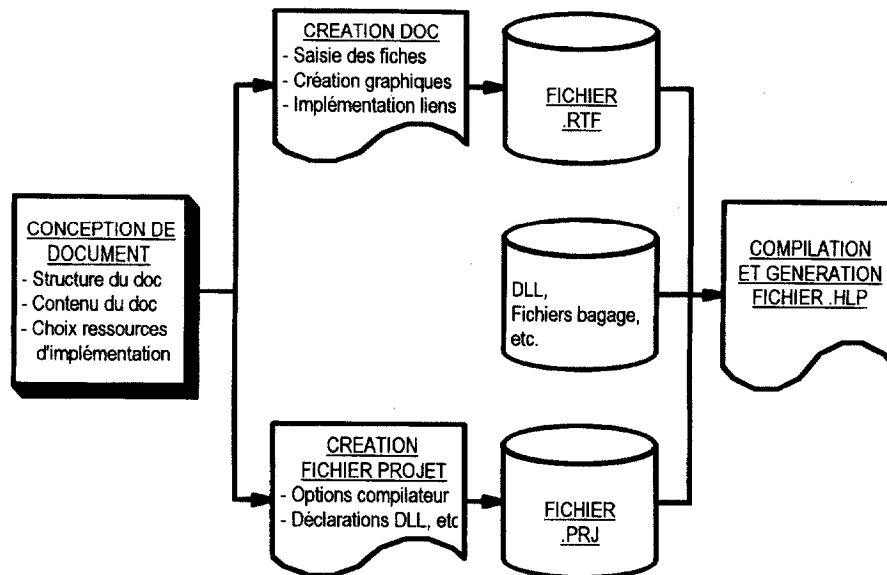 CREATION DOC
- Saisie des fiches
- Création graphiques
- Implémentation liens
FICHIER
.RTF
CONCEPTION DE
DOCUMENT
- Structure du doc
- Contenu du doc
- Choix ressources
d'implémentation
DLL,
Fichiers bagage,
etc.
COMPILATION
ET GENERATION
FICHIER .HLP
CREATION
FICHIER PROJET
- Options compilateur
- Déclarations DLL, etc
FICHIER
.PRJ